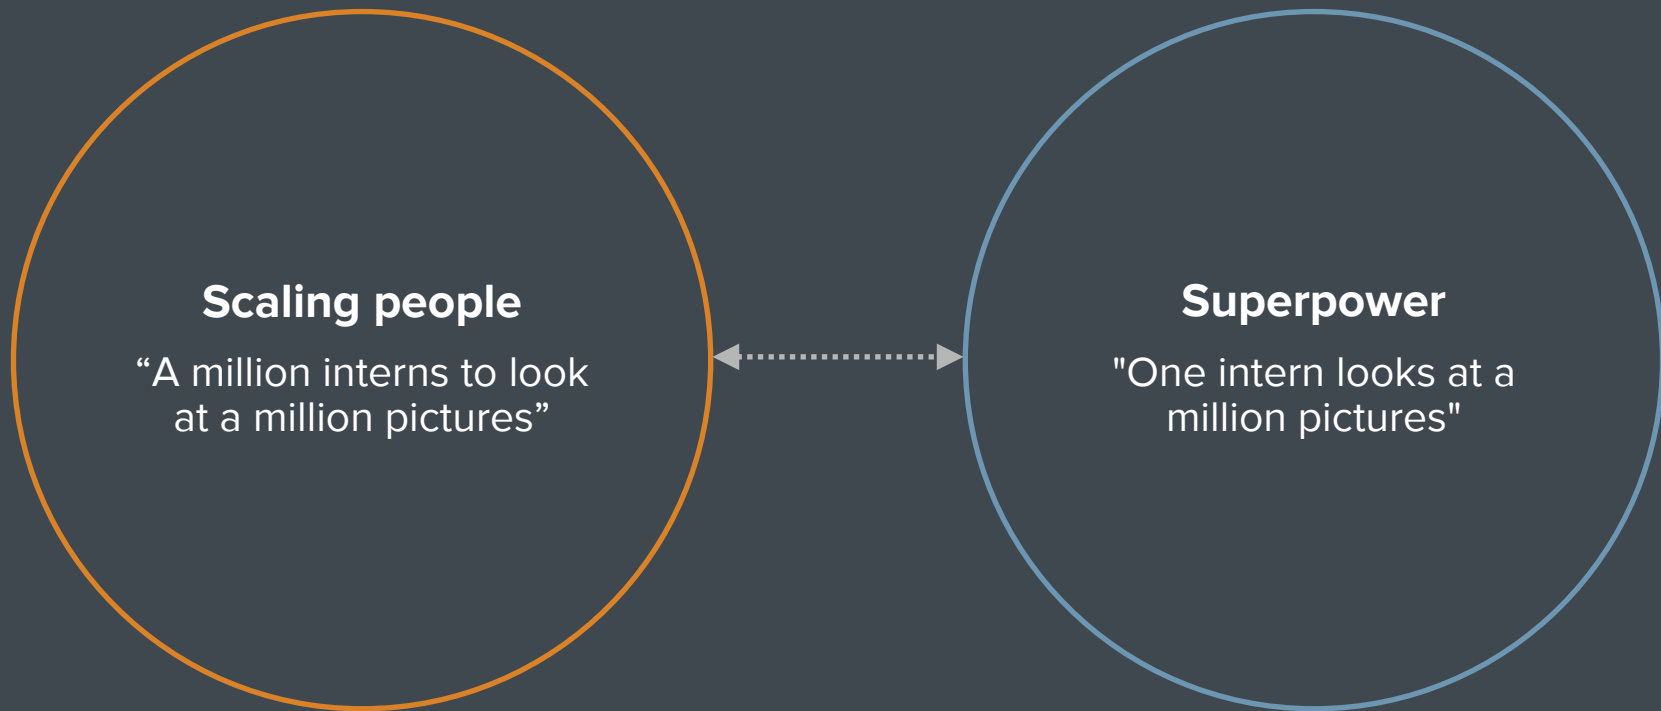 Scaling people
“A million interns to look
at a million pictures”
Superpower
"One intern looks at a
million pictures"